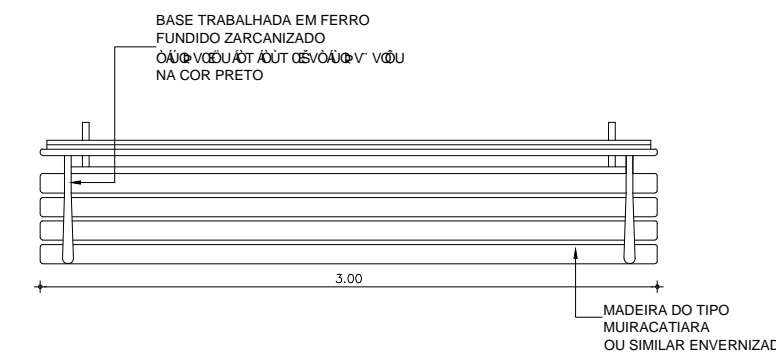 BASE TRABALHADA EM FERRO
FUNDIDO ZARCANIZADO
NA COR PRETO
3.00
MADEIRA DO TIPO
MUIRACATIARA
OU SIMILAR ENVERNIZAD